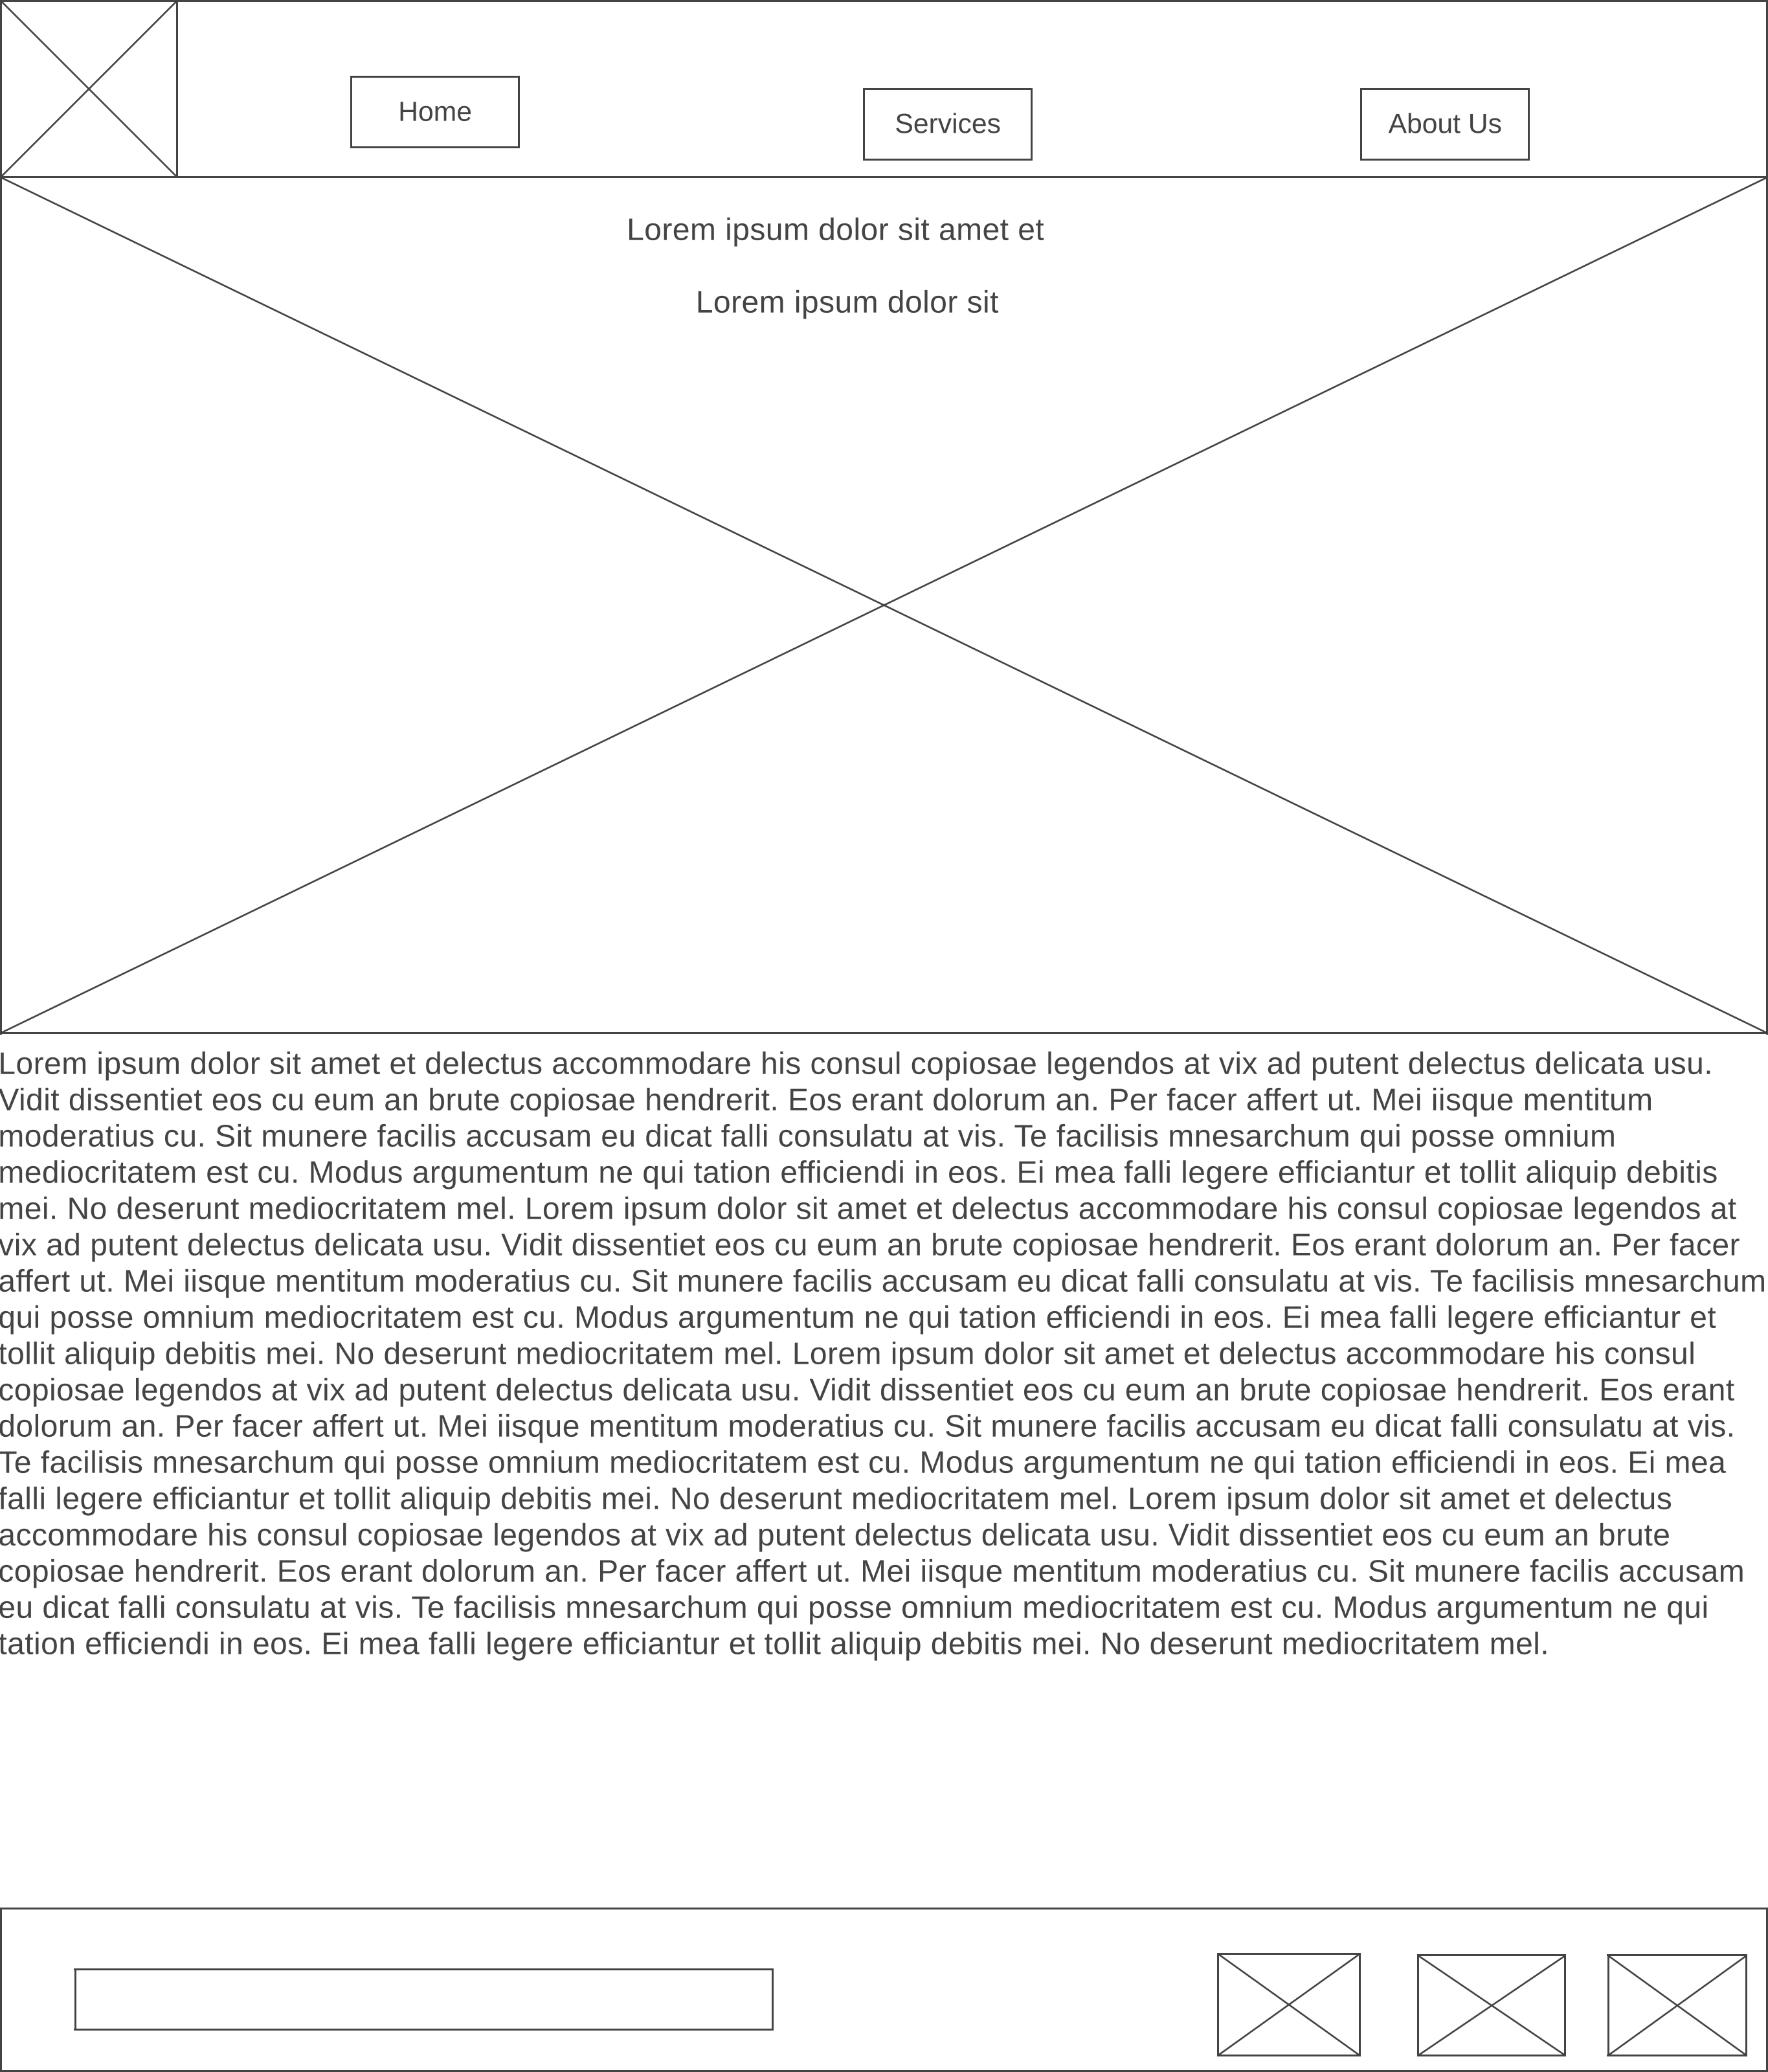 Home
Services
About Us
Lorem ipsum dolor sit amet et
Lorem ipsum dolor sit
Lorem ipsum dolor sit amet et delectus accommodare his consul copiosae legendos at vix ad putent delectus delicata usu.
Vidit dissentiet eos cu eum an brute copiosae hendrerit. Eos erant dolorum an. Per facer affert ut. Mei iisque mentitum
moderatius cu. Sit munere facilis accusam eu dicat falli consulatu at vis. Te facilisis mnesarchum qui posse omnium
mediocritatem est cu. Modus argumentum ne qui tation efficiendi in eos. Ei mea falli legere efficiantur et tollit aliquip debitis
mei. No deserunt mediocritatem mel. Lorem ipsum dolor sit amet et delectus accommodare his consul copiosae legendos at
vix ad putent delectus delicata usu. Vidit dissentiet eos cu eum an brute copiosae hendrerit. Eos erant dolorum an. Per facer
affert ut. Mei iisque mentitum moderatius cu. Sit munere facilis accusam eu dicat falli consulatu at vis. Te facilisis mnesarchum
qui posse omnium mediocritatem est cu. Modus argumentum ne qui tation efficiendi in eos. Ei mea falli legere efficiantur et
tollit aliquip debitis mei. No deserunt mediocritatem mel. Lorem ipsum dolor sit amet et delectus accommodare his consul
copiosae legendos at vix ad putent delectus delicata usu. Vidit dissentiet eos cu eum an brute copiosae hendrerit. Eos erant
dolorum an. Per facer affert ut. Mei iisque mentitum moderatius cu. Sit munere facilis accusam eu dicat falli consulatu at vis.
Te facilisis mnesarchum qui posse omnium mediocritatem est cu. Modus argumentum ne qui tation efficiendi in eos. Ei mea
falli legere efficiantur et tollit aliquip debitis mei. No deserunt mediocritatem mel. Lorem ipsum dolor sit amet et delectus
accommodare his consul copiosae legendos at vix ad putent delectus delicata usu. Vidit dissentiet eos cu eum an brute
copiosae hendrerit. Eos erant dolorum an. Per facer affert ut. Mei iisque mentitum moderatius cu. Sit munere facilis accusam
eu dicat falli consulatu at vis. Te facilisis mnesarchum qui posse omnium mediocritatem est cu. Modus argumentum ne qui
tation efficiendi in eos. Ei mea falli legere efficiantur et tollit aliquip debitis mei. No deserunt mediocritatem mel.